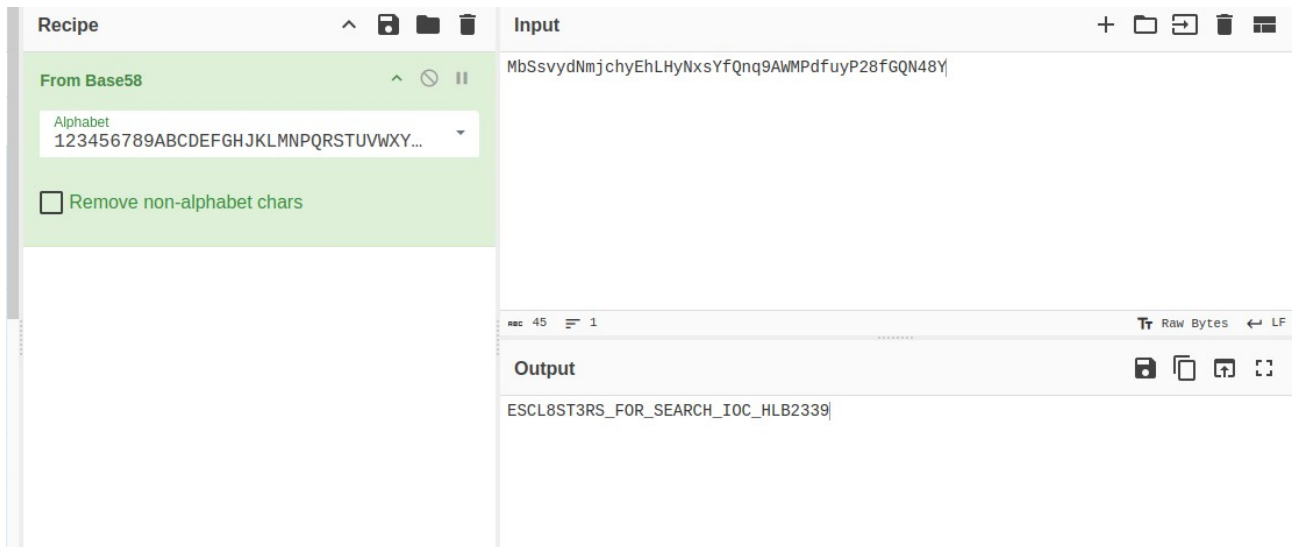 Recipe
From Base58
Alphabet
123456789ABCDEFGHJKLMNPQRSTUVWXY…
Remove non-alphabet chars
Input
MbSsvydNmjchyEhLHyNxsYfQnq9AWMPdfuyP28fGQN48Y
ABC 45 1
Tт Raw Bytes LF
Output
ESCL8ST3RS_FOR_SEARCH_IOC_HLB2339